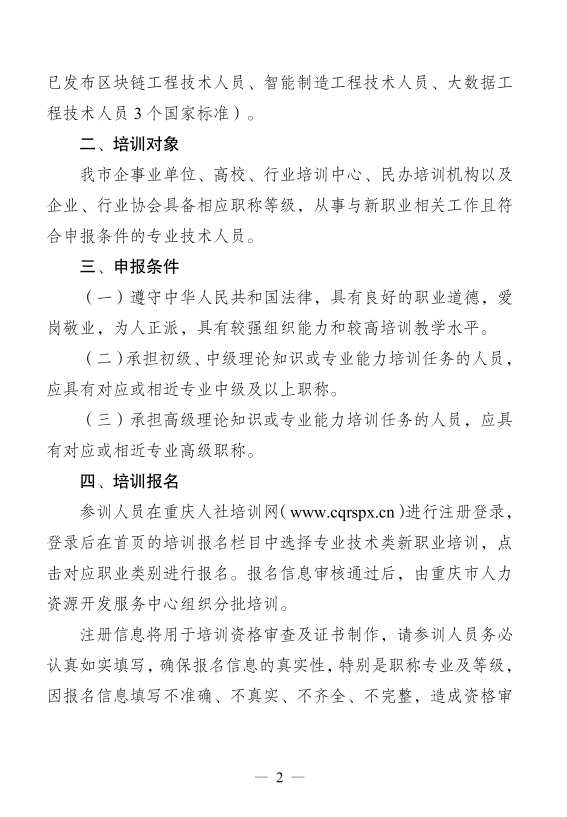 已发布区块链工程技术人员、智能制造工程技术人员、大数据工
程技术人员 3 个国家标准）。
二、培训对象
我市企事业单位、高校、行业培训中心、民办培训机构以及
企业、行业协会具备相应职称等级，从事与新职业相关工作且符
合申报条件的专业技术人员。
三、申报条件
（一）遵守中华人民共和国法律，具有良好的职业道德，爱
岗敬业，为人正派，具有较强组织能力和较高培训教学水平。
（二）承担初级、中级理论知识或专业能力培训任务的人员，
应具有对应或相近专业中级及以上职称。
（三）承担高级理论知识或专业能力培训任务的人员，应具
有对应或相近专业高级职称。
四、培训报名
参训人员在重庆人社培训网（www.cqrspx.cn）进行注册登录，
登录后在首页的培训报名栏目中选择专业技术类新职业培训，点
击对应职业类别进行报名。报名信息审核通过后，由重庆市人力
资源开发服务中心组织分批培训。
注册信息将用于培训资格审查及证书制作，请参训人员务必
认真如实填写，确保报名信息的真实性，特别是职称专业及等级，
因报名信息填写不准确、不真实、不齐全、不完整，造成资格审
— 2 —